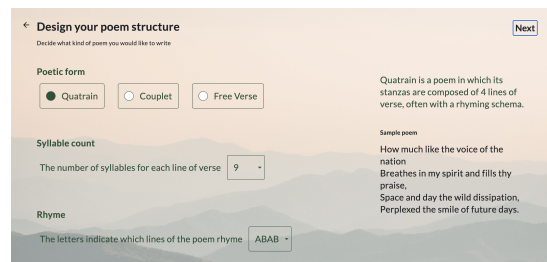 Design your poem structure
Next
Decide what kind of poem you would like to write
Poetic form
Quatrain
Couplet
Free Verse
Syllable count
The number of syllables for each line of verse
9
Rhyme
The letters indicate which lines of the poem rhyme
ABAB
Quatrain is a poem in which its
stanzas are composed of 4 lines of
verse, often with a rhyming schema.
Sample poem
How much like the voice of the
nation
Breathes in my spirit and fills thy
praise,
Space and day the wild dissipation,
Perplexed the smile of future days.